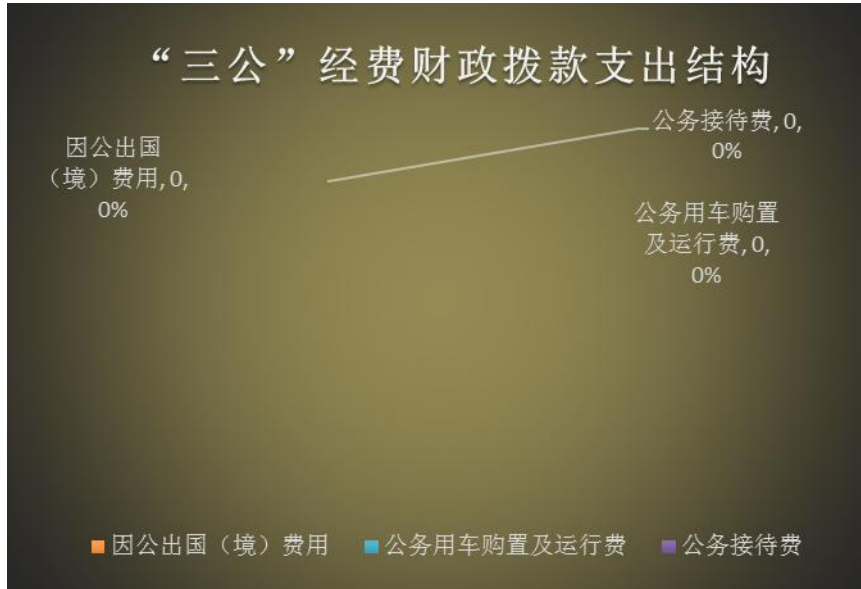 “三公”经费财政拨款支出结构
因公出国
（境）费用, 0,
0%
公务接待费, 0,
0%
公务用车购置
及运行费, 0,
0%
因公出国（境）费用 公务用车购置及运行费 公务接待费